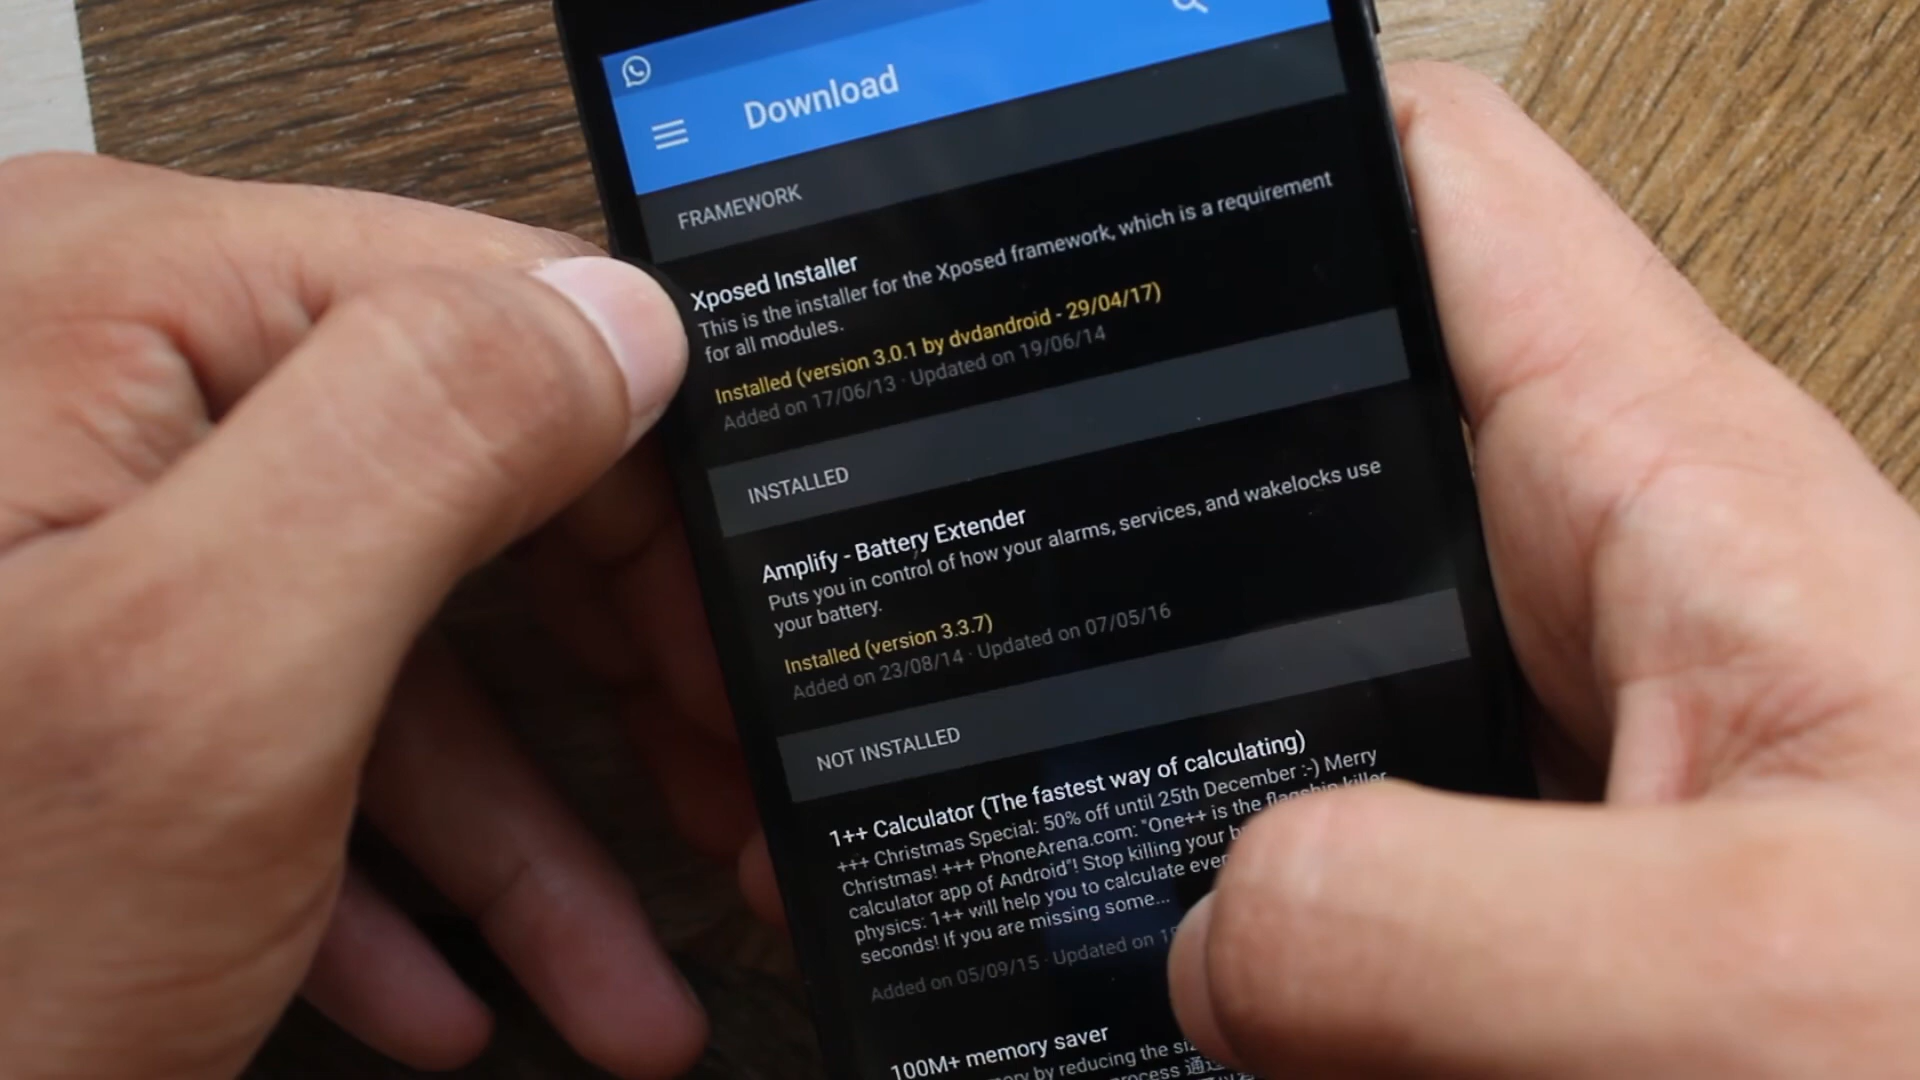 Download
FRAMEWORK
Xposed Installer
This is the installer for the Xposed framework, which is a requirement
for all modules.
Installed (version 3.0.1 by dvdandroid - 29/04/17)
Added on 17/06/13 · Updated on 19/06/14
INSTALLED
Amplify - Battery Extender
Puts you in control of how your alarms, services, and wakelocks use
your battery.
Installed (version 3.3.7)
Added on 23/08/14 · Updated on 07/05/16
NOT INSTALLED
1++ Calculator (The fastest way of calculating)
+++ Christmas Special: 50% off until 25th December :-) Merry
Christmas! +++ PhoneArena.com: "One++ is the flagship killer
calculator app of Android"! Stop killing your
physics: 1++ will help you to calculate
seconds! If you are missing some...
Added on 05/09/15 · Updated on
100M+ memory saver
by reducing the